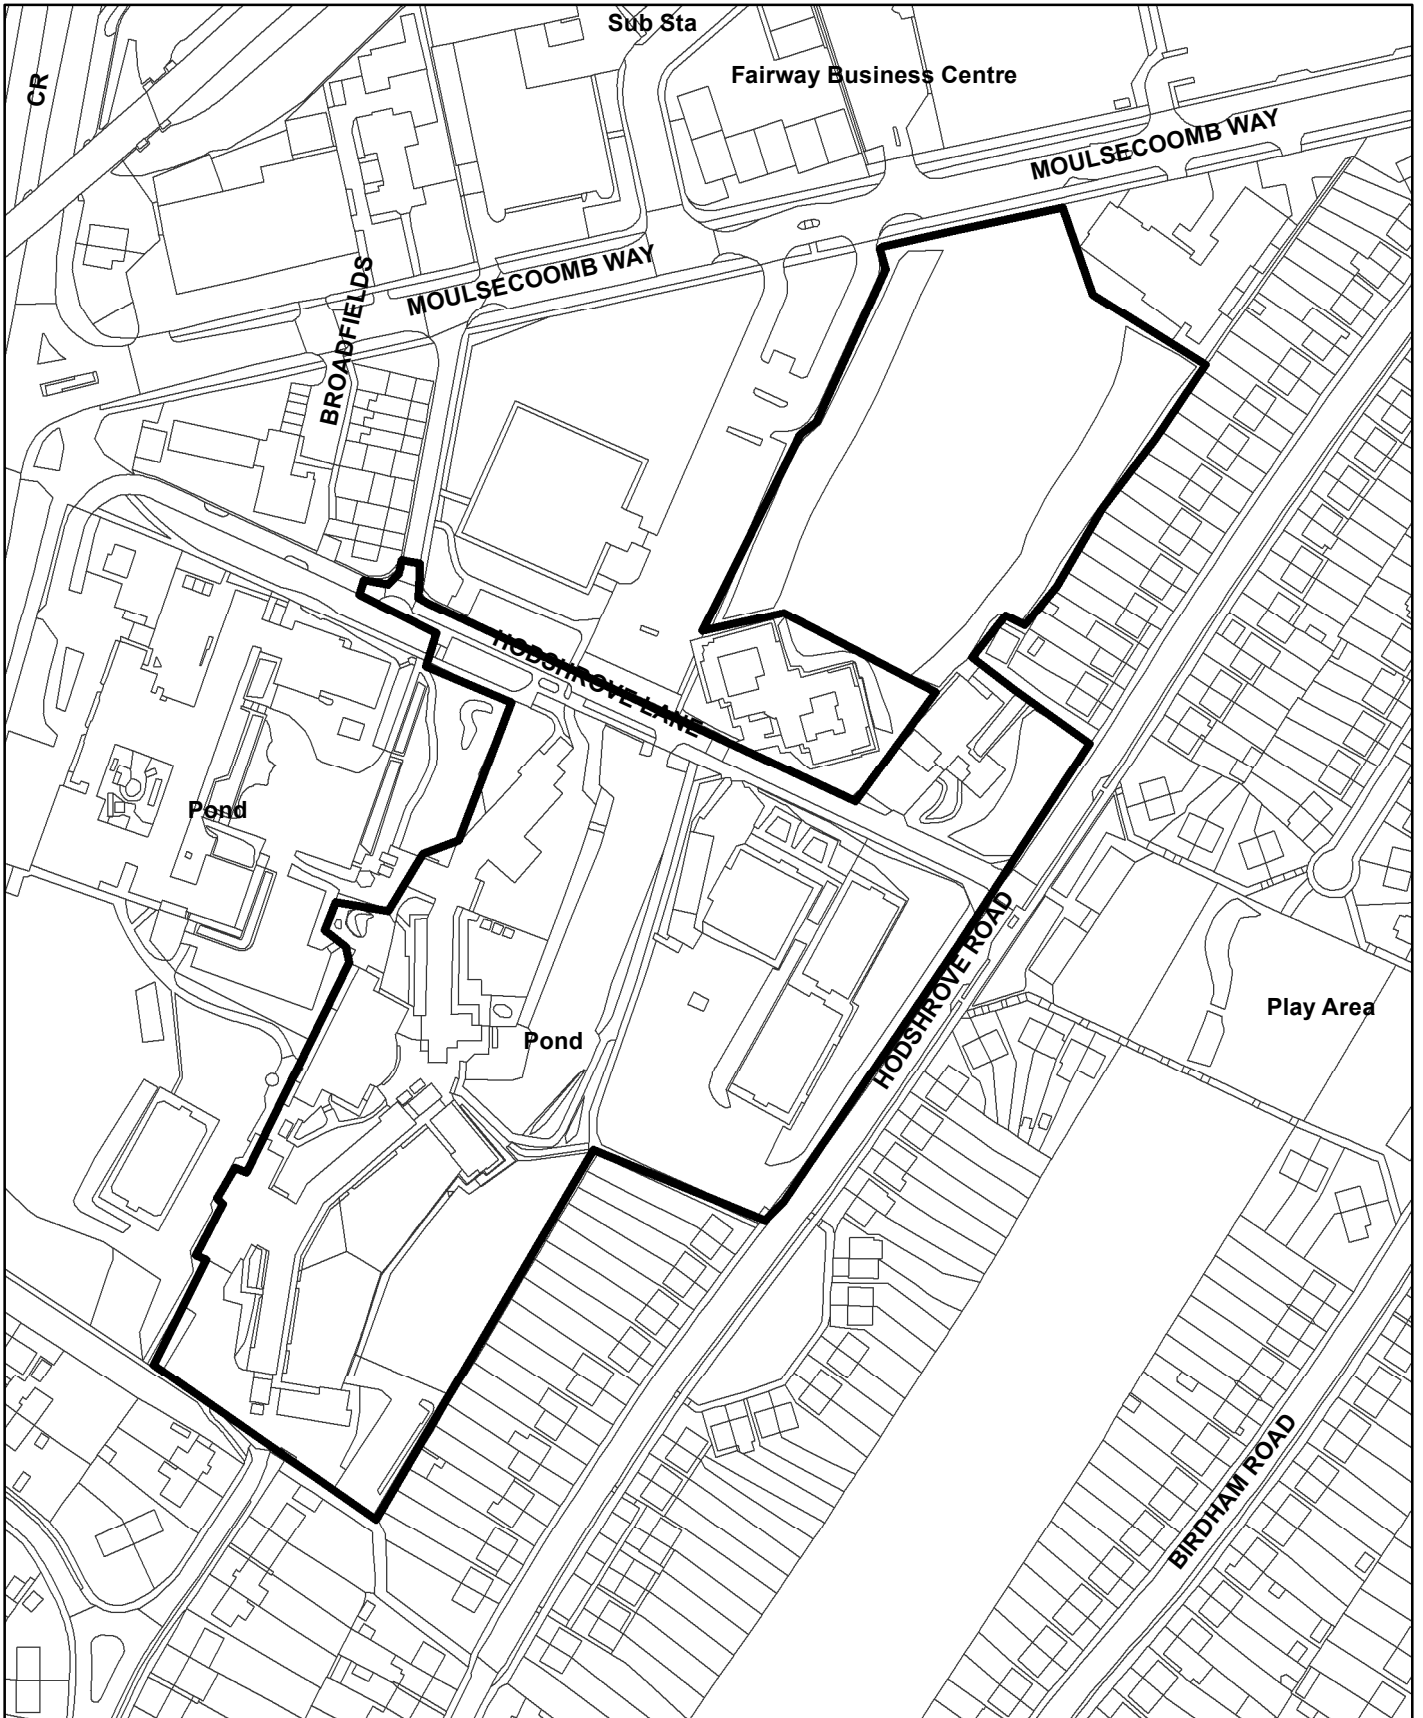 Sub Sta
Fairway Business Centre
CR
MOULSECOOMB WAY
MOULSECOOMB WAY
BROADFIELDS
HODSHROVE LANE
Pond
HODSHROVE ROAD
Play Area
Pond
BIRDHAM ROAD